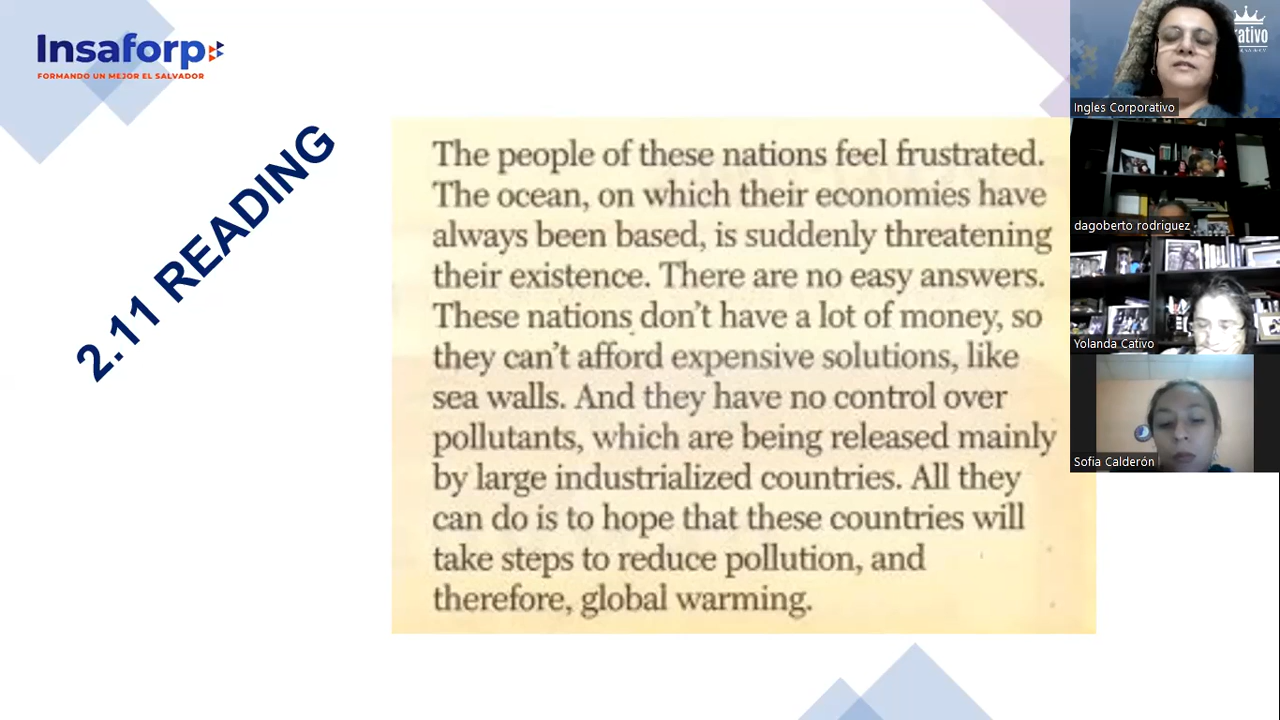 Insaforp
FORMANDO UN MEJOR EL SALVADOR
2.11 READING
The people of these nations feel frustrated.
The ocean, on which their economies have
always been based, is suddenly threatening
their existence. There are no easy answers.
These nations don't have a lot of money, so
they can't afford expensive solutions, like
sea walls. And they have no control over
pollutants, which are being released mainly
by large industrialized countries. All they
can do is to hope that these countries will
take steps to reduce pollution, and
therefore, global warming.
Ingles Corporativo
dagoberto rodriguez
Yolanda Cativo
Sofia Calderón